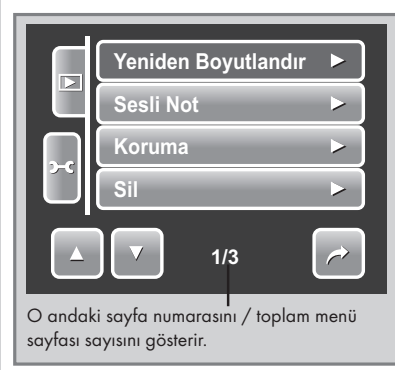 Yeniden Boyutlandır
Sesli Not
Koruma
Sil
1/3
O andaki sayfa numarasını / toplam menü
sayfası sayısını gösterir.